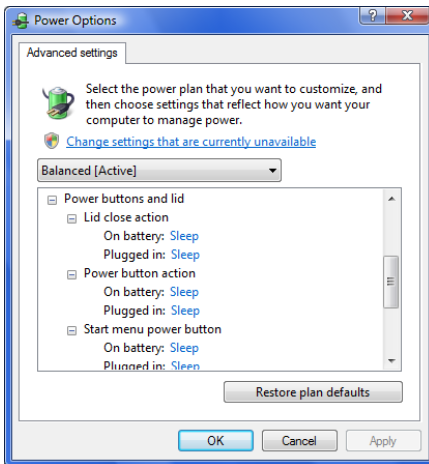 Power Options
Advanced settings
Select the power plan that you want to customize, and
then choose settings that reflect how you want your
computer to manage power.
Change settings that are currently unavailable
Balanced [Active]
Power buttons and lid
Lid close action
On battery: Sleep
Plugged in: Sleep
Power button action
On battery: Sleep
Plugged in: Sleep
Start menu power button
On battery: Sleep
Plugged in: Sleep
Restore plan defaults
OK Cancel Apply